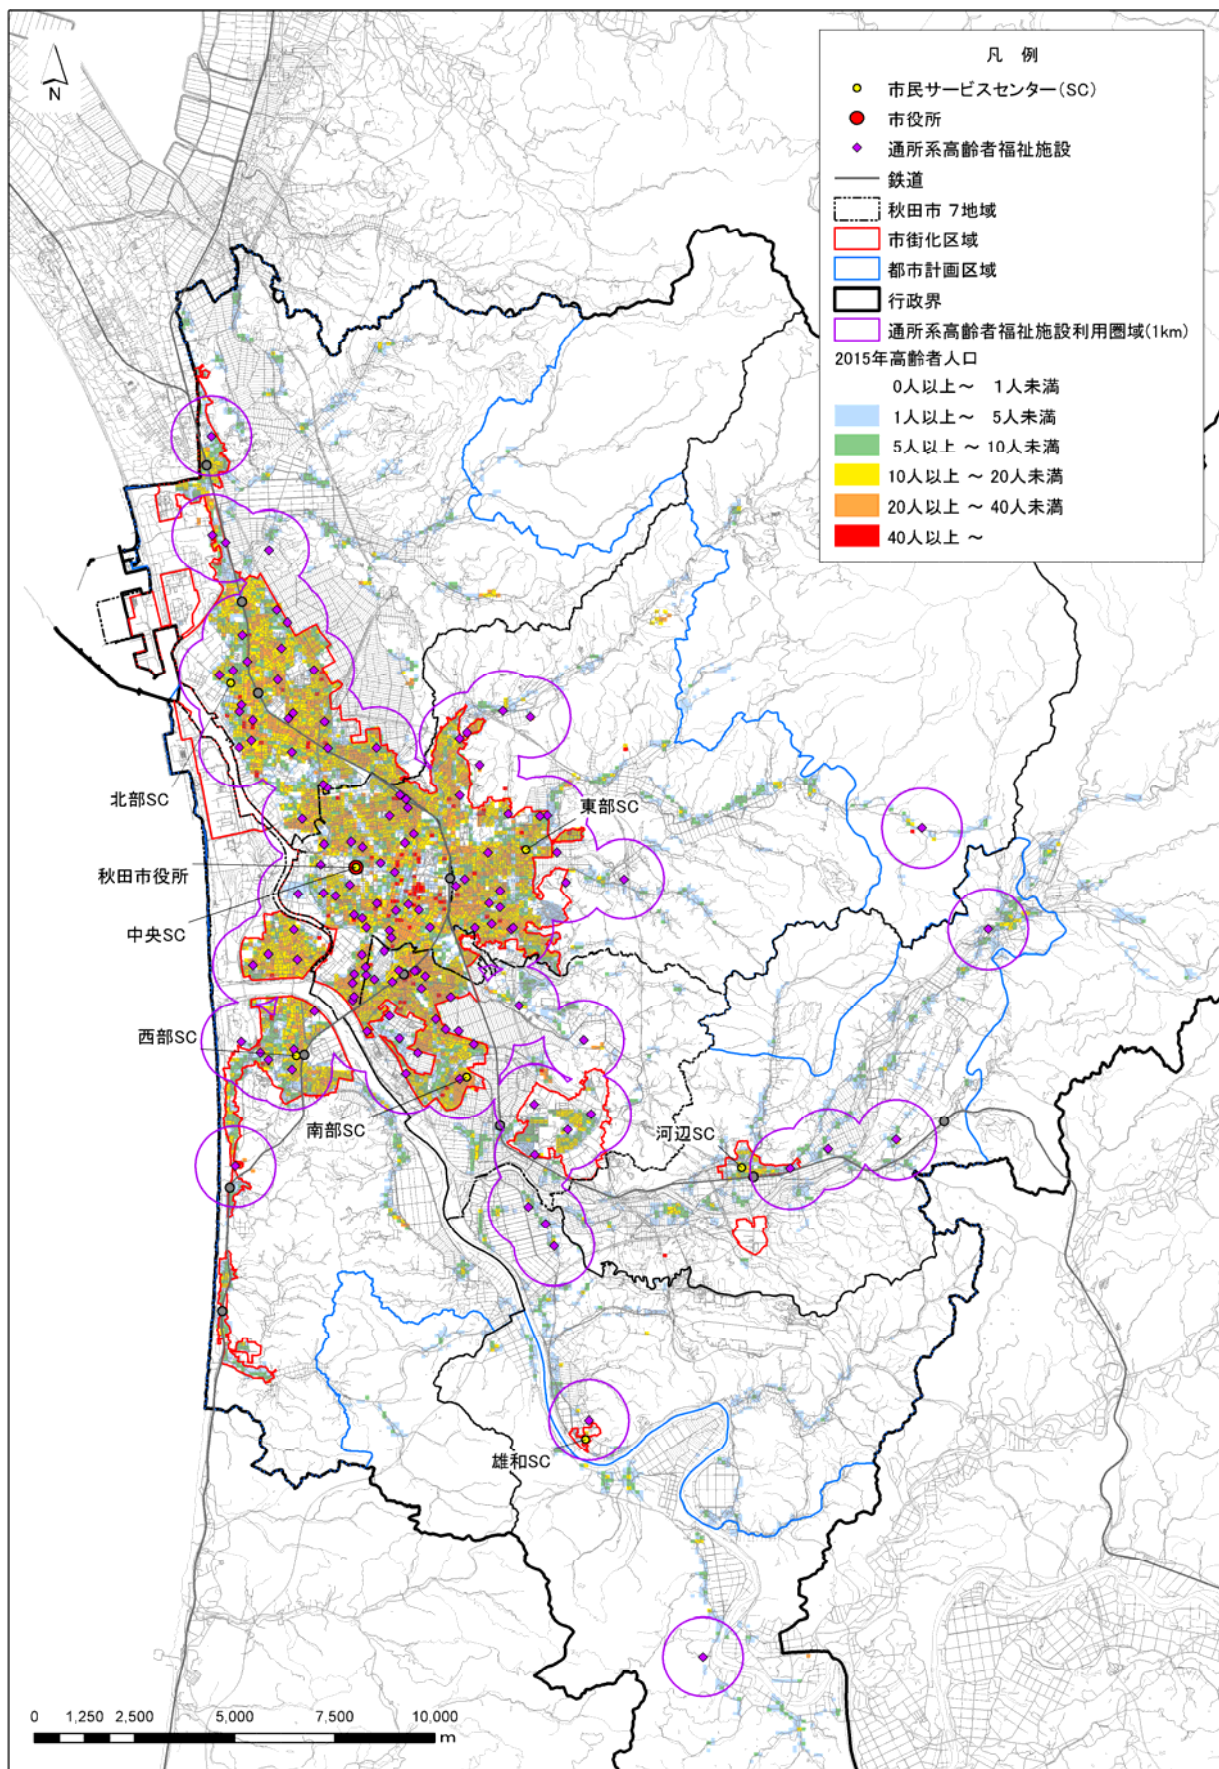 N
凡 例
市民サービスセンター(SC)
市役所
通所系高齢者福祉施設
鉄道
秋田市 7地域
市街化区域
都市計画区域
行政界
通所系高齢者福祉施設利用圏域(1km)
2015年高齢者人口
0人以上~ 1人未満
1人以上~ 5人未満
5人以上 ~ 10人未満
10人以上 ~ 20人未満
20人以上 ~ 40人未満
40人以上 ~
北部SC
東部SC
秋田市役所
中央SC
西部SC
南部SC
河辺SC
雄和SC
0 1,250 2,500 5,000 7,500 10,000
m